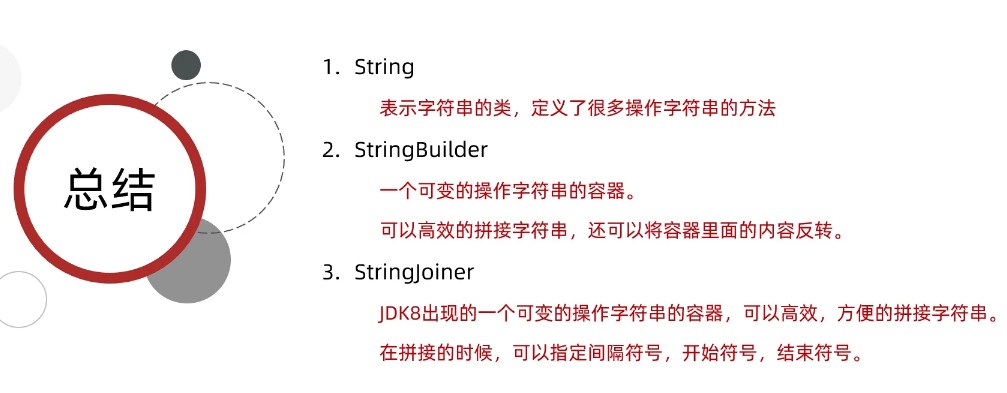 总结
1. String
表示字符串的类，定义了很多操作字符串的方法
2. StringBuilder
一个可变的操作字符串的容器。
可以高效的拼接字符串，还可以将容器里面的内容反转。
3. StringJoiner
JDK8出现的一个可变的操作字符串的容器，可以高效，方便的拼接字符串。
在拼接的时候，可以指定间隔符号，开始符号，结束符号。